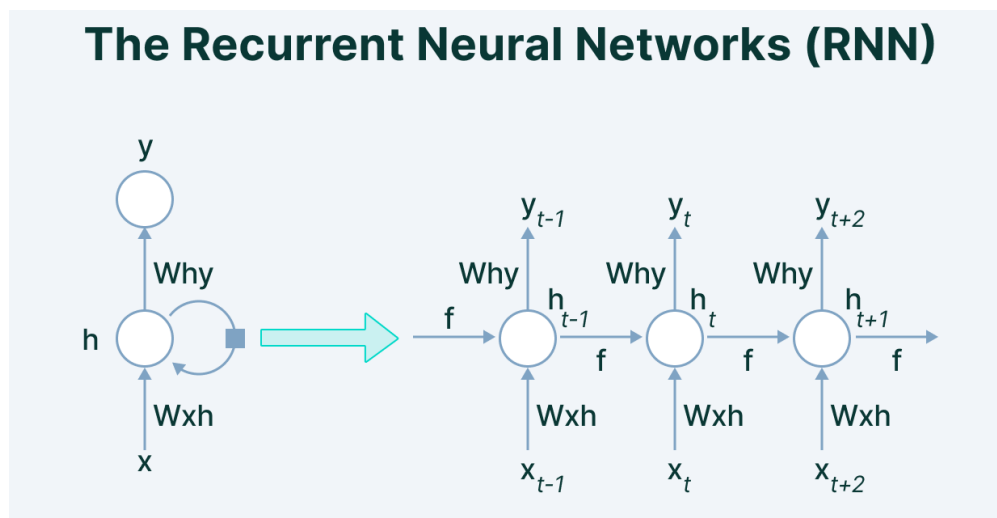 The Recurrent Neural Networks (RNN)
y
Why
h
Wxh
x
y t-1
y t
y t+2
Why
Why
Why
h t-1
h t
h t+1
f
f
f
f
Wxh
Wxh
Wxh
x t-1
x t
x t+2